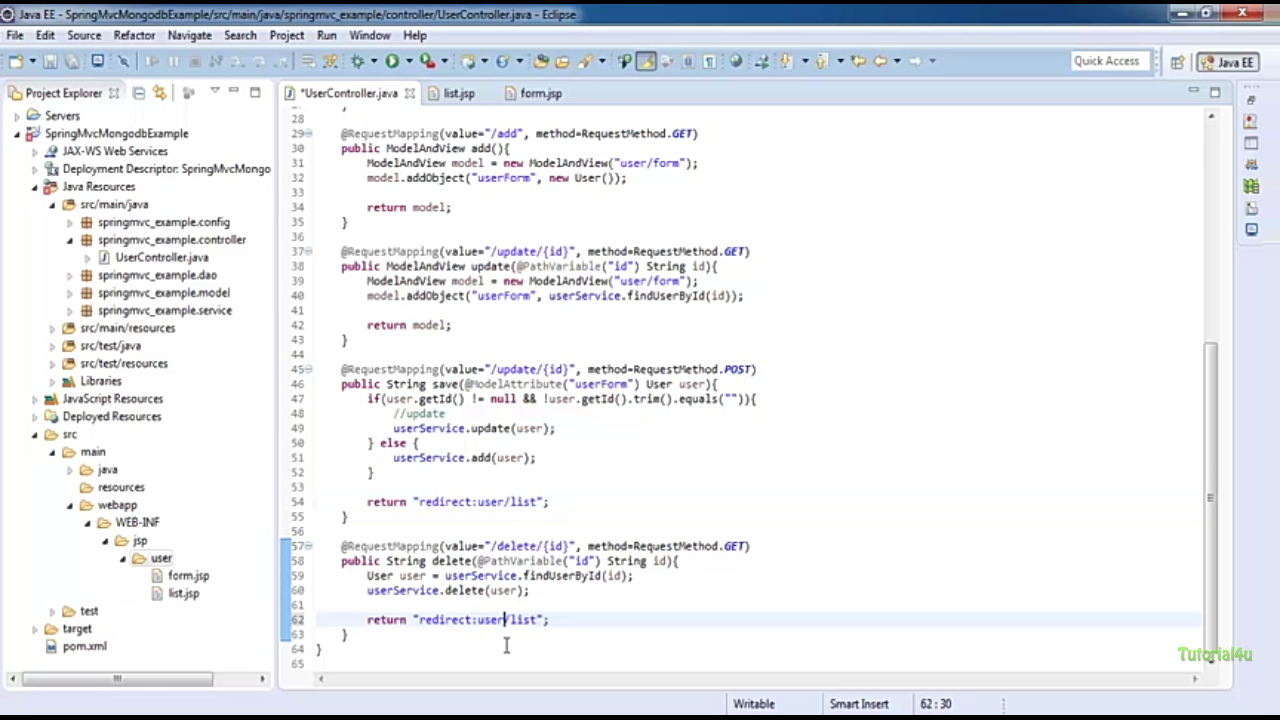 Java EE - SpringMvcMongodbExample/src/main/java/springmvc_example/controller/UserController.java - Eclipse
File Edit Source Refactor Navigate Search Project Run Window Help
Quick Access
Java EE
Project Explorer
*UserController.java
list.jsp
form.jsp
Servers
SpringMvcMongodbExample
JAX-WS Web Services
Deployment Descriptor: SpringMvcMongo
Java Resources
src/main/java
springmvc_example.config
springmvc_example.controller
UserController.java
springmvc_example.dao
springmvc_example.model
springmvc_example.service
src/main/resources
src/test/java
src/test/resources
Libraries
JavaScript Resources
Deployed Resources
src
main
java
resources
webapp
WEB-INF
jsp
user
form.jsp
list.jsp
test
target
pom.xml
28
29 @RequestMapping(value="/add", method=RequestMethod.GET)
30 public ModelAndView add(){
31 ModelAndView model = new ModelAndView("user/form");
32 model.addObject("userForm", new User());
33
34 return model;
35 }
36
37 @RequestMapping(value="/update/{id}", method=RequestMethod.GET)
38 public ModelAndView update(@PathVariable("id") String id){
39 ModelAndView model = new ModelAndView("user/form");
40 model.addObject("userForm", userService.findUserById(id));
41
42 return model;
43 }
44
45 @RequestMapping(value="/update/{id}", method=RequestMethod.POST)
46 public String save(@ModelAttribute("userForm") User user){
47 if(user.getId() != null && !user.getId().trim().equals("")){
48 //update
49 userService.update(user);
50 } else {
51 userService.add(user);
52 }
53
54 return "redirect:user/list";
55 }
56
57 @RequestMapping(value="/delete/{id}", method=RequestMethod.GET)
58 public String delete(@PathVariable("id") String id){
59 User user = userService.findUserById(id);
60 userService.delete(user);
61
62 return "redirect:user/list";
63 }
64 }
65
Tutorial4u
Writable Smart Insert 62 : 30